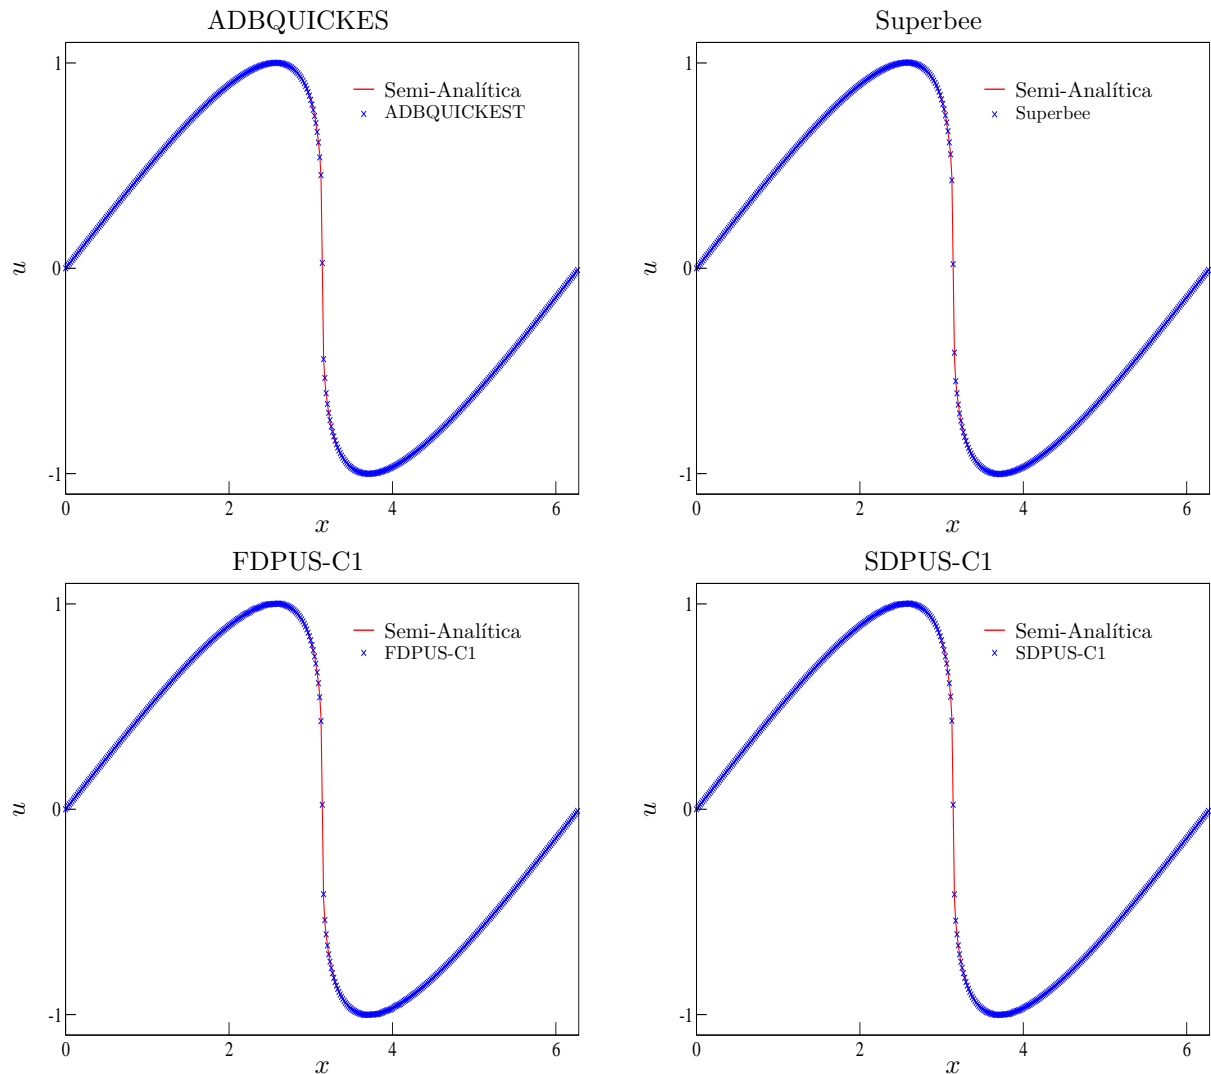 ADBQUICKES
Superbee
1
Semi-Analítica
ADBQUICKEST
u
0
-1
0
2
4
6
x
1
Semi-Analítica
Superbee
u
0
-1
0
2
4
6
x
FDPUS-C1
SDPUS-C1
1
Semi-Analítica
FDPUS-C1
u
0
-1
0
2
4
6
x
1
Semi-Analítica
SDPUS-C1
u
0
-1
0
2
4
6
x